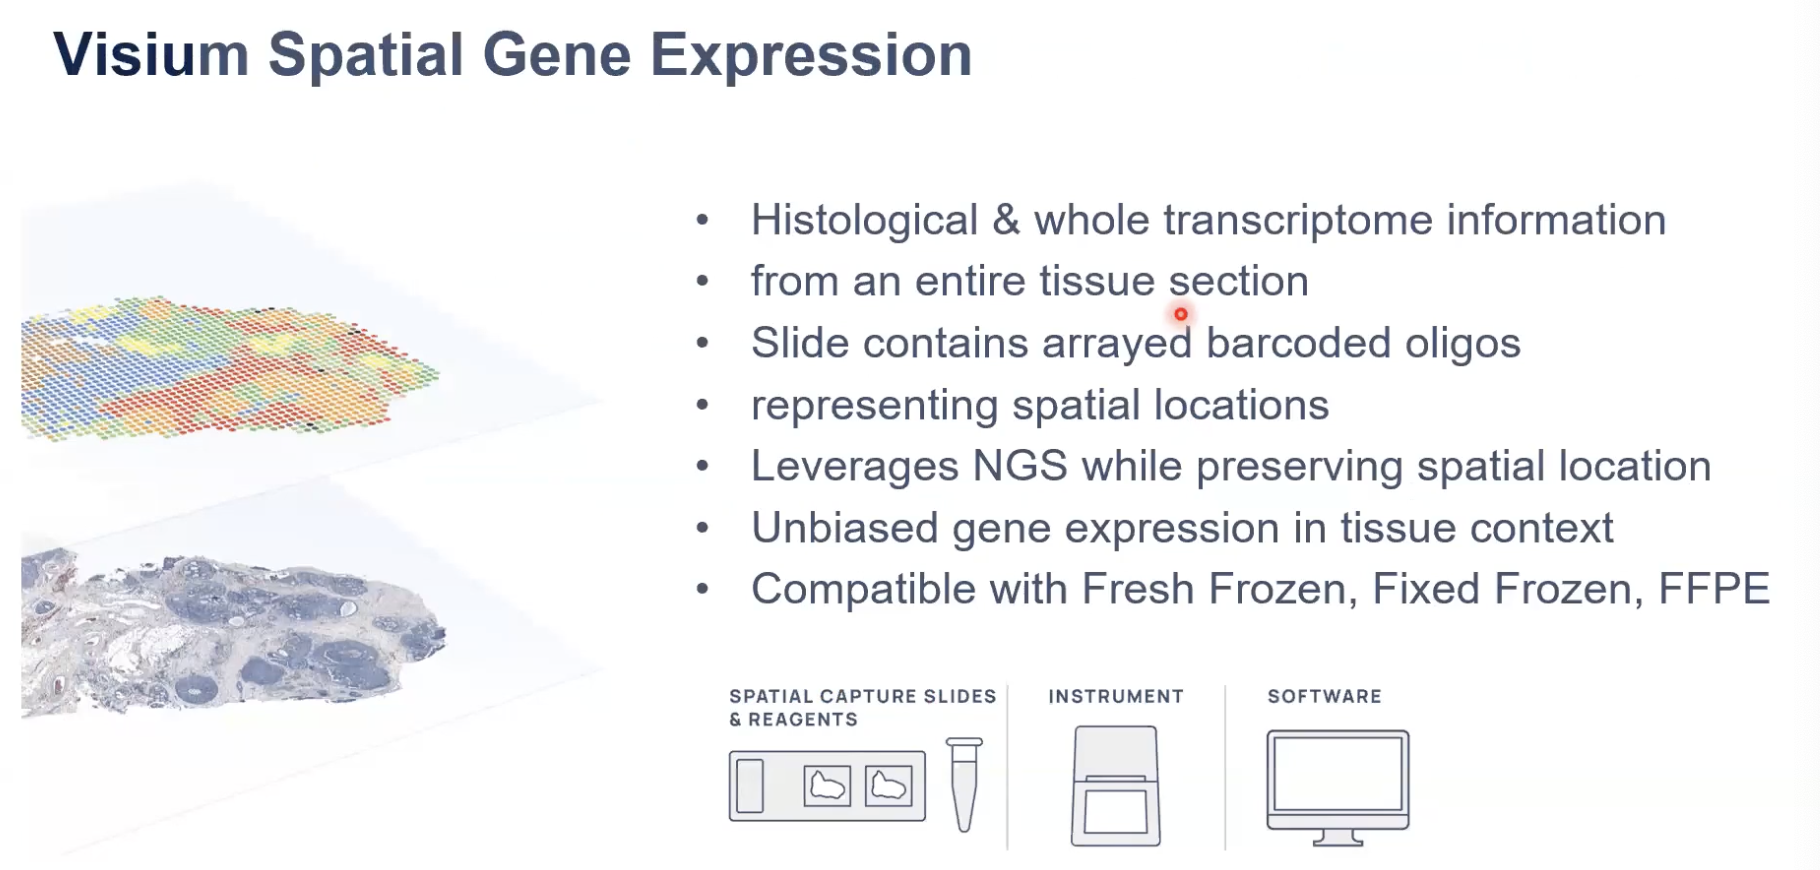 Visium Spatial Gene Expression
• Histological & whole transcriptome information
• from an entire tissue section
• Slide contains arrayed barcoded oligos
• representing spatial locations
• Leverages NGS while preserving spatial location
• Unbiased gene expression in tissue context
• Compatible with Fresh Frozen, Fixed Frozen, FFPE
SPATIAL CAPTURE SLIDES
& REAGENTS
INSTRUMENT
SOFTWARE